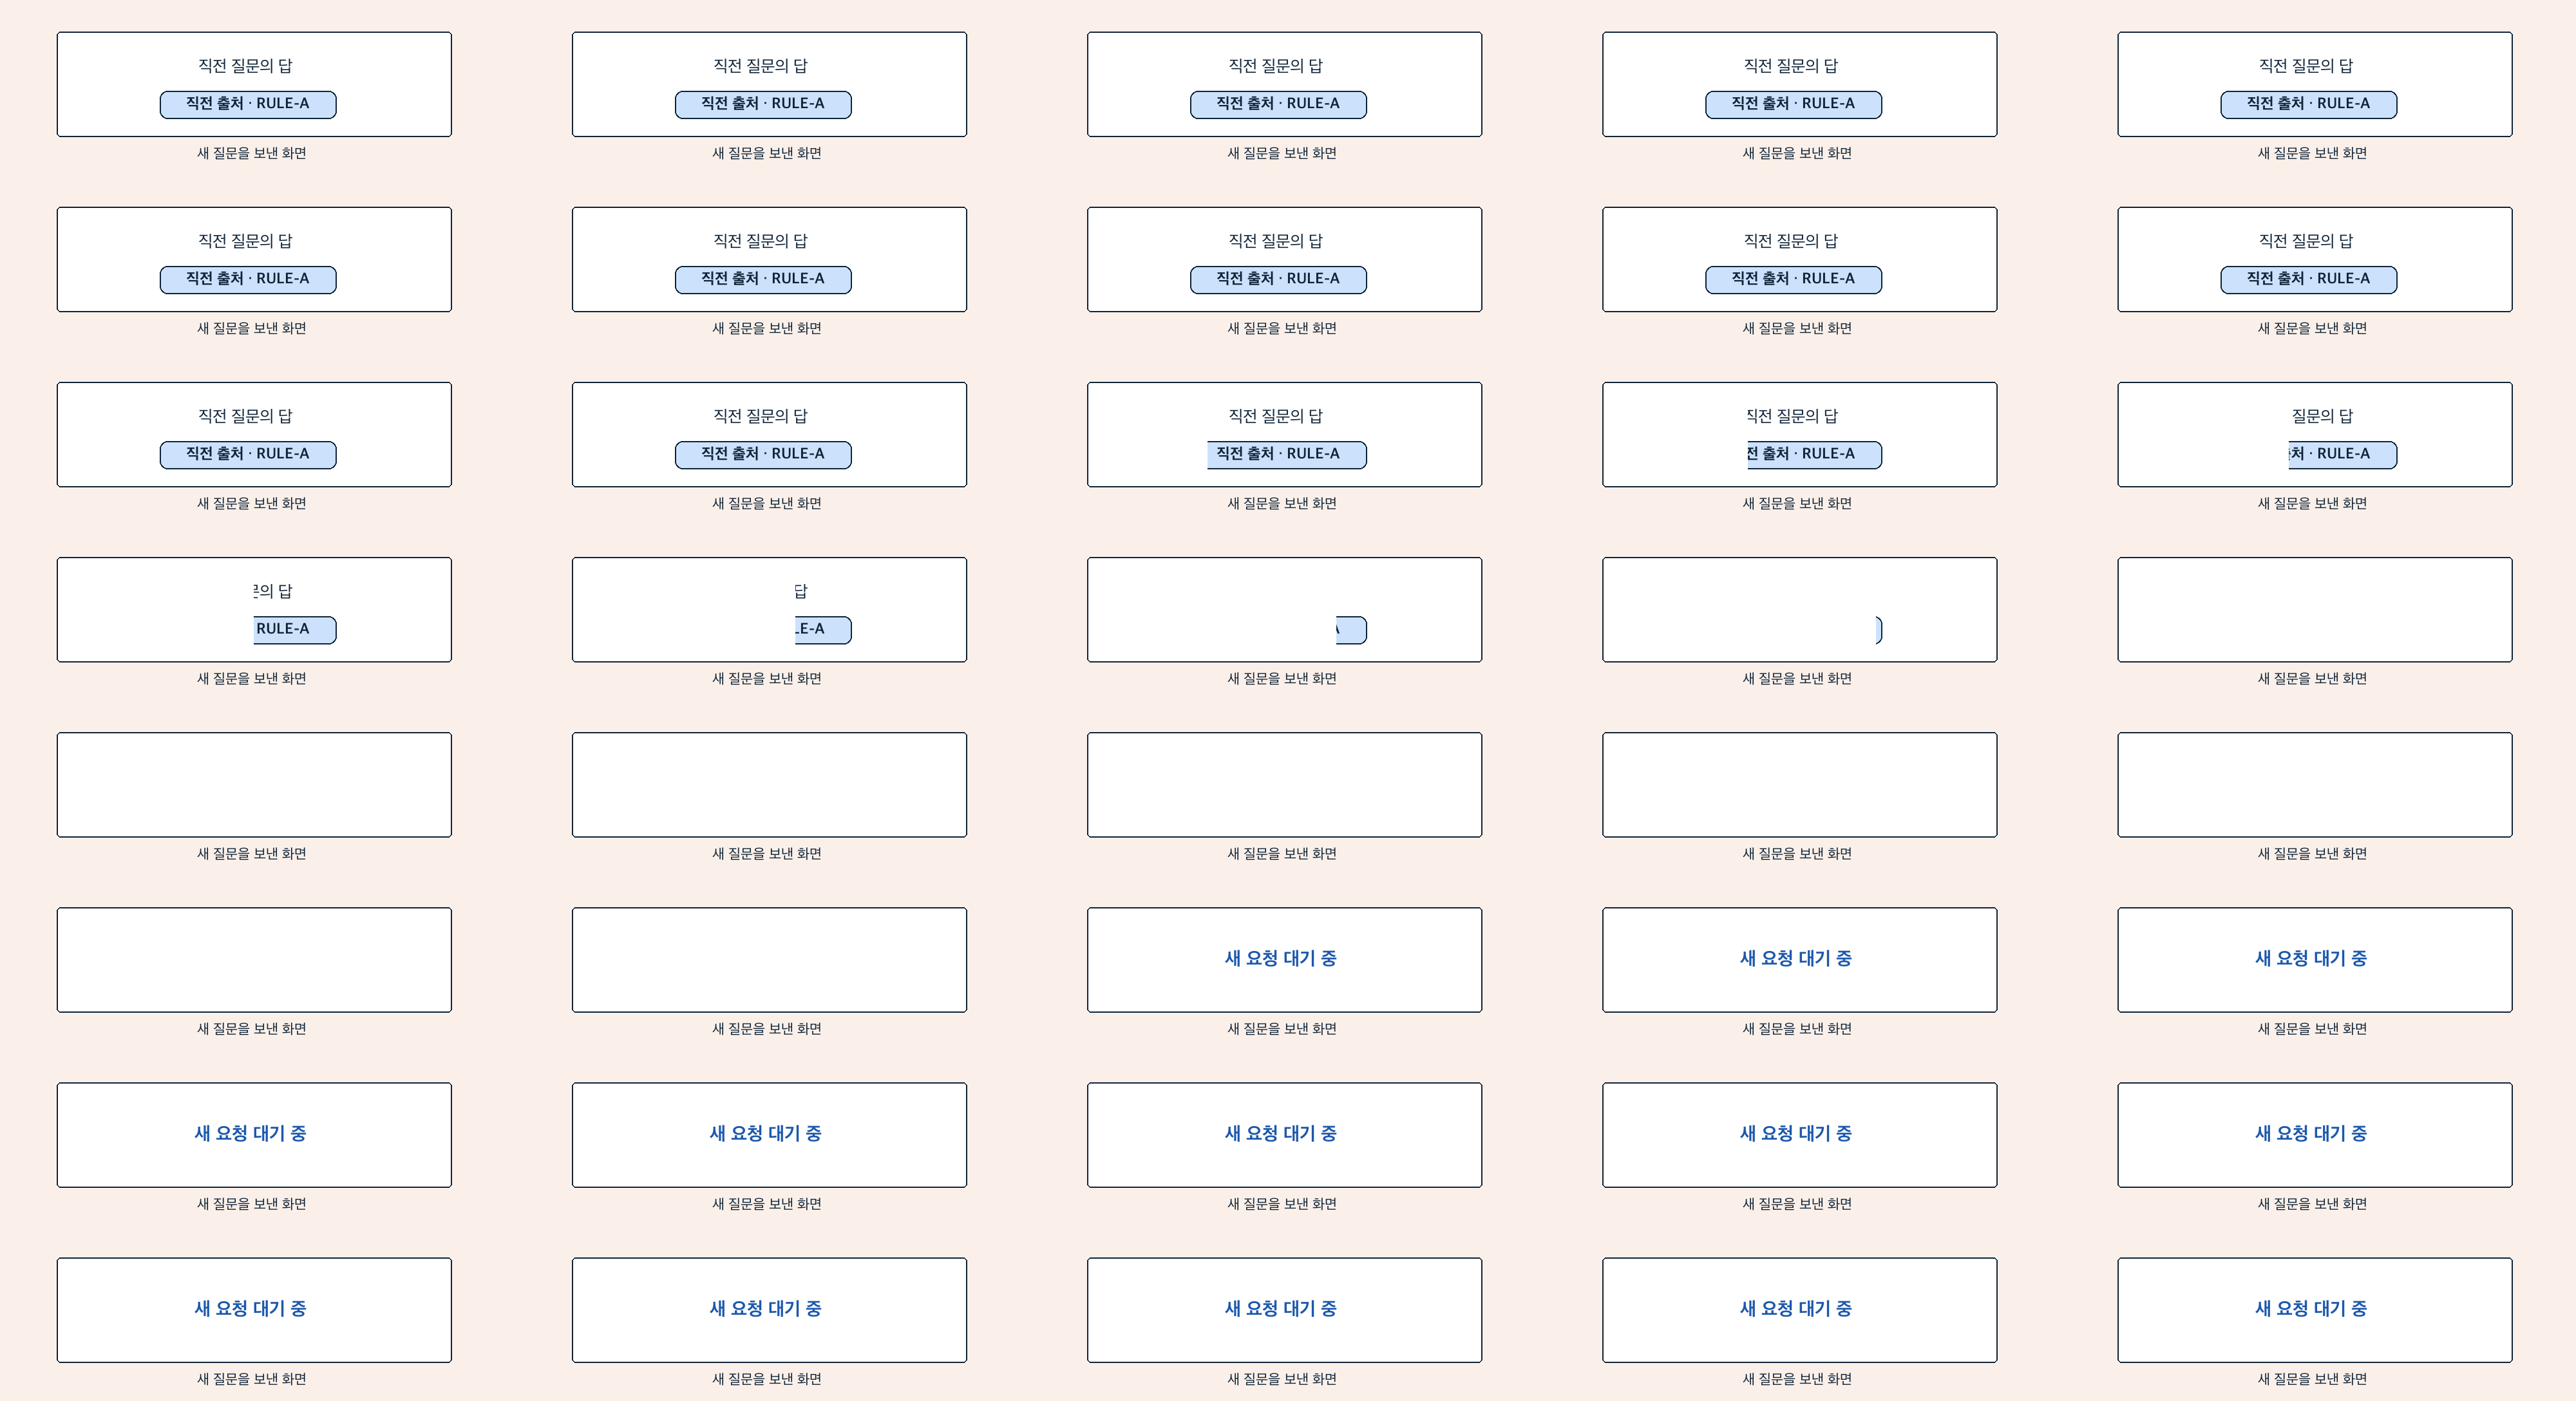 직전 질문의 답
직전 출처 · RULE-A
새 질문을 보낸 화면
직전 질문의 답
직전 출처 · RULE-A
새 질문을 보낸 화면
직전 질문의 답
직전 출처 · RULE-A
새 질문을 보낸 화면
직전 질문의 답
직전 출처 · RULE-A
새 질문을 보낸 화면
직전 질문의 답
직전 출처 · RULE-A
새 질문을 보낸 화면
직전 질문의 답
직전 출처 · RULE-A
새 질문을 보낸 화면
직전 질문의 답
직전 출처 · RULE-A
새 질문을 보낸 화면
직전 질문의 답
직전 출처 · RULE-A
새 질문을 보낸 화면
직전 질문의 답
직전 출처 · RULE-A
새 질문을 보낸 화면
직전 질문의 답
직전 출처 · RULE-A
새 질문을 보낸 화면
직전 질문의 답
직전 출처 · RULE-A
새 질문을 보낸 화면
직전 질문의 답
직전 출처 · RULE-A
새 질문을 보낸 화면
직전 질문의 답
직전 출처 · RULE-A
새 질문을 보낸 화면
직전 질문의 답
전 출처 · RULE-A
새 질문을 보낸 화면
질문의 답
처 · RULE-A
새 질문을 보낸 화면
의 답
RULE-A
새 질문을 보낸 화면
답
E-A
새 질문을 보낸 화면
새 질문을 보낸 화면
새 질문을 보낸 화면
새 질문을 보낸 화면
새 질문을 보낸 화면
새 질문을 보낸 화면
새 질문을 보낸 화면
새 질문을 보낸 화면
새 질문을 보낸 화면
새 질문을 보낸 화면
새 질문을 보낸 화면
새 요청 대기 중
새 질문을 보낸 화면
새 요청 대기 중
새 질문을 보낸 화면
새 요청 대기 중
새 질문을 보낸 화면
새 요청 대기 중
새 질문을 보낸 화면
새 요청 대기 중
새 질문을 보낸 화면
새 요청 대기 중
새 질문을 보낸 화면
새 요청 대기 중
새 질문을 보낸 화면
새 요청 대기 중
새 질문을 보낸 화면
새 요청 대기 중
새 질문을 보낸 화면
새 요청 대기 중
새 질문을 보낸 화면
새 요청 대기 중
새 질문을 보낸 화면
새 요청 대기 중
새 질문을 보낸 화면
새 요청 대기 중
새 질문을 보낸 화면